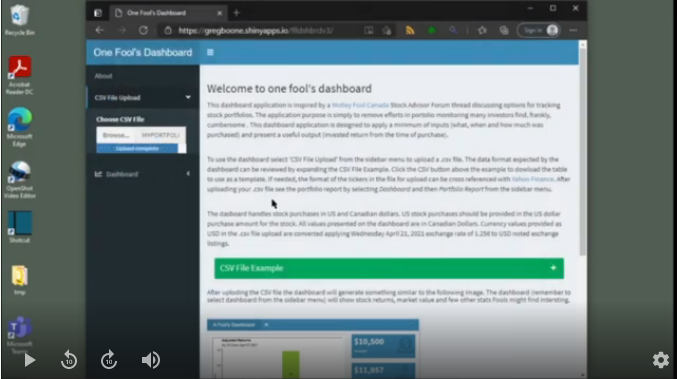 Recycle Bin
Acrobat
Reader DC
Microsoft
Edge
OpenShot
Video Editor
Shotcut
tmp
Microsoft
One Fool's Dashboard
https://gregboone.shinyapps.io/
Sign in
One Fool's Dashboard
About
CSV File Upload
Choose CSV File
Browse...
MYPORTFOL
Upload complete
Dashboard
Welcome to one fool's dashboard
This dashboard application is inspired by a Motley Fool Canada Stock Advisor Forum thread discussing options for tracking
stock portfolios. The application purpose is simply to remove efforts in porfolio monitoring many investors find, frankly,
cumbersome. This dashboard application is designed to apply a minimum of inputs (what, when and how much was
purchased) and present a useful output (invested return from the time of purchase).
To use the dashboard select 'CSV File Upload' from the sidebar menu to upload a .csv file. The data format expected by the
dashboard can be reviewed by expanding the CSV File Example. Click the CSV button above the example to dowload the table
to use as a template. If needed, the format of the tickers in the file for upload can be cross referenced with Yahoo Finance. After
uploading your .csv file see the portfolio report by selecting Dashboard and then Portfolio Report from the sidebar menu.
The dasboard handles stock purchases in US and Canadian dollars. US stock purchases should be provided in the US dollar
purchase amount for the stock. All values presented on the dashboard are in Canadian Dollars. Currency values provided as
USD in the .csv file upload are converted applying Wednesday April 21, 2021 exchange rate of 1.25¢ to USD noted exchange
listings.
CSV File Example
+
After uploding the CSV file the dashboard will generate something similar to the following image. The dashboard (remember to
select dashboard from the sidebar menu) will show stock returns, market value and few other stats Fools might find intersting.
A Fool's Dashboard
$10,500
$11,957
10
10